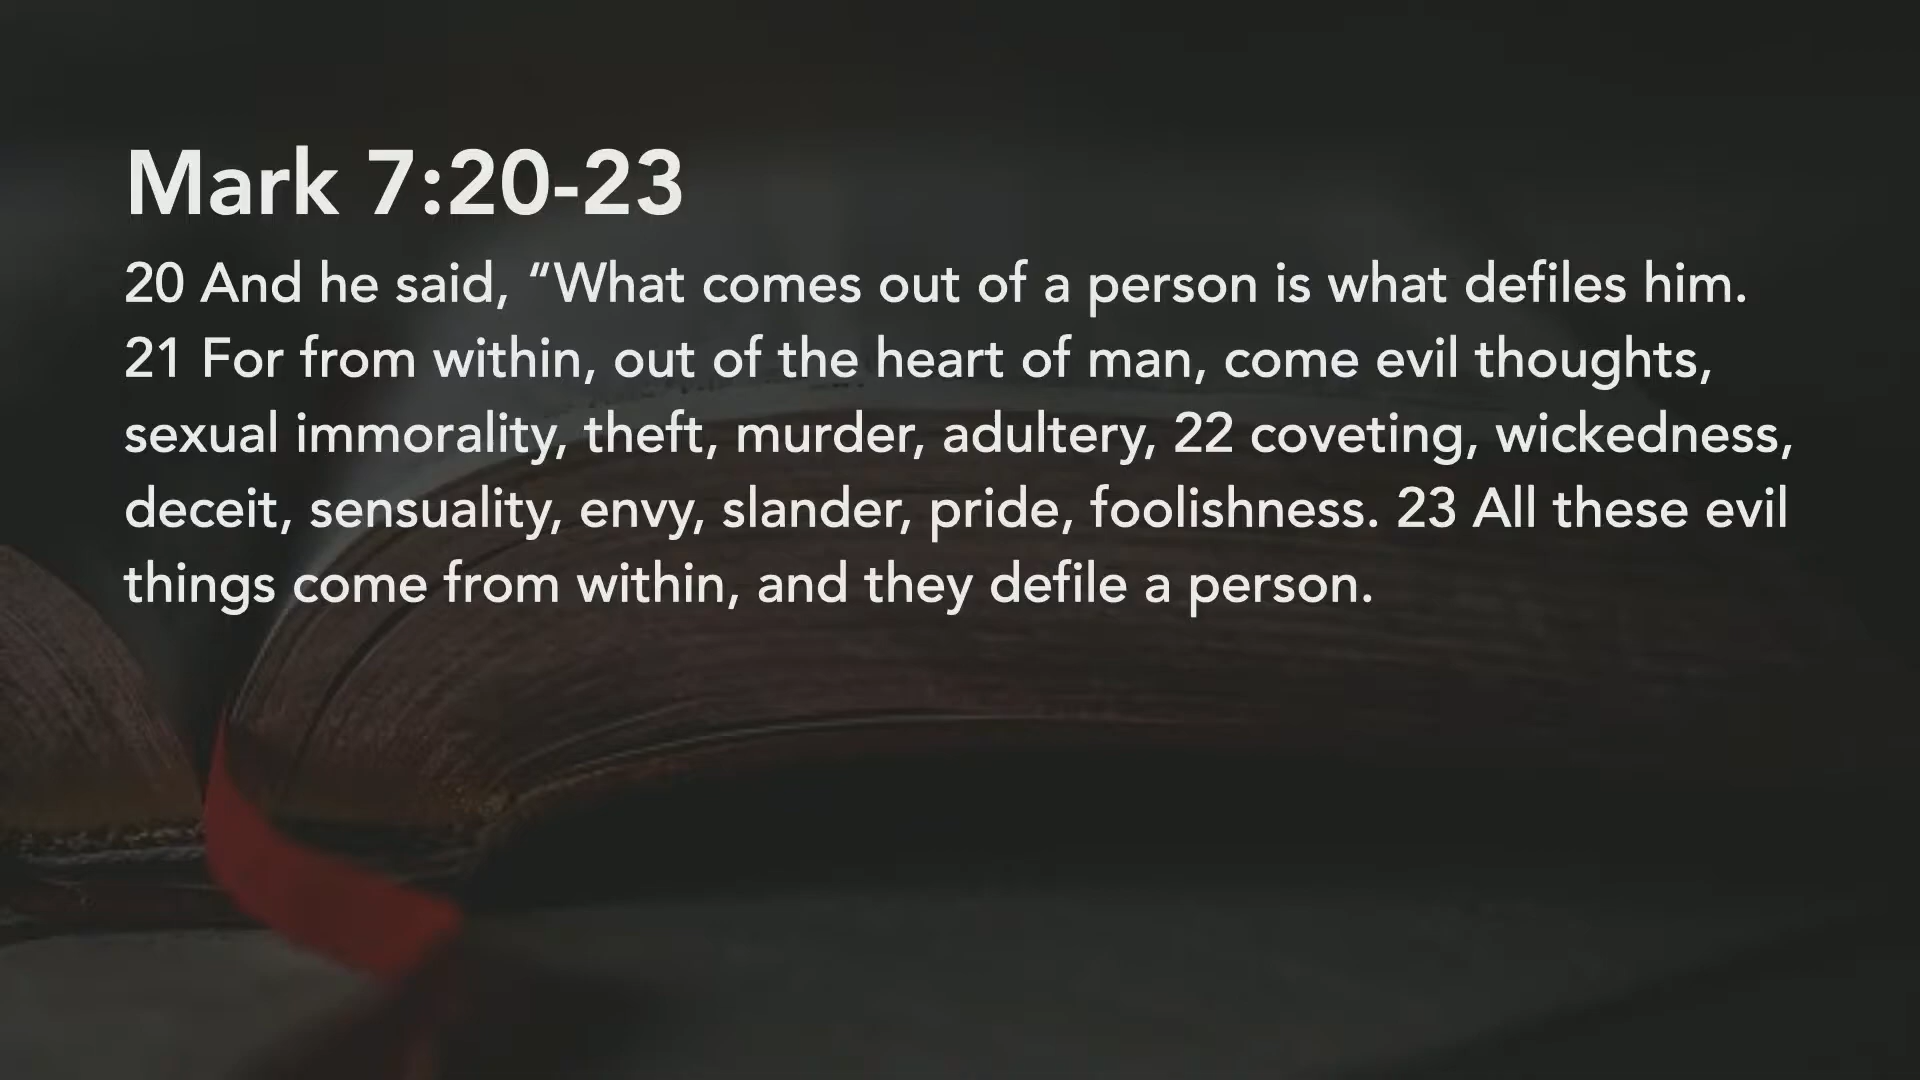 Mark 7:20-23
20 And he said, “What comes out of a person is what defiles him.
21 For from within, out of the heart of man, come evil thoughts,
sexual immorality, theft, murder, adultery, 22 coveting, wickedness,
deceit, sensuality, envy, slander, pride, foolishness. 23 All these evil
things come from within, and they defile a person.